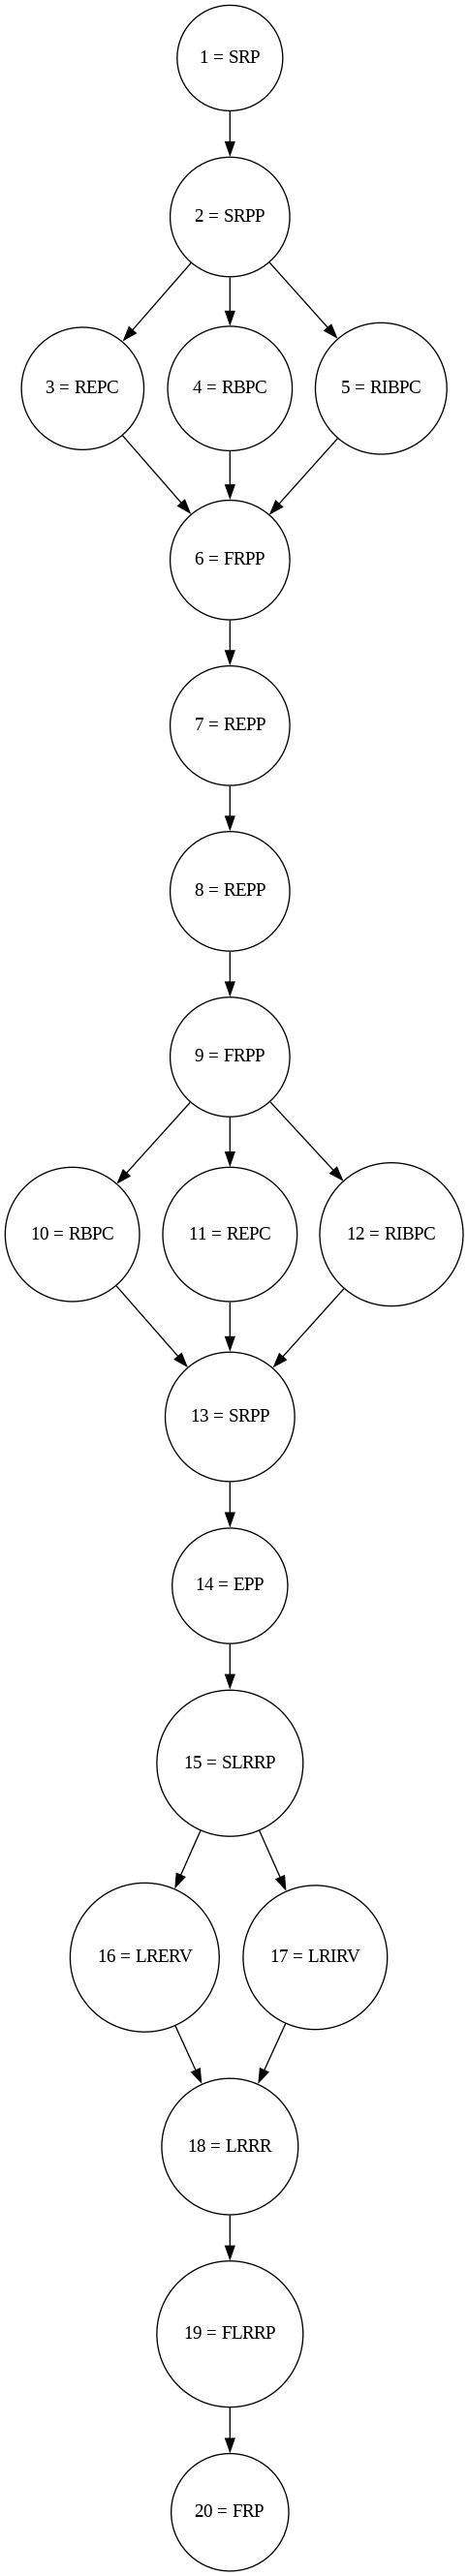 1 = SRP
2 = SRPP
3 = REPC
4 = RBPC
5 = RIBPC
6 = FRPP
7 = REPP
8 = REPP
9 = FRPP
10 = RBPC
11 = REPC
12 = RIBPC
13 = SRPP
14 = EPP
15 = SLRRP
16 = LRERV
17 = LRIRV
18 = LRRR
19 = FLRRP
20 = FRP